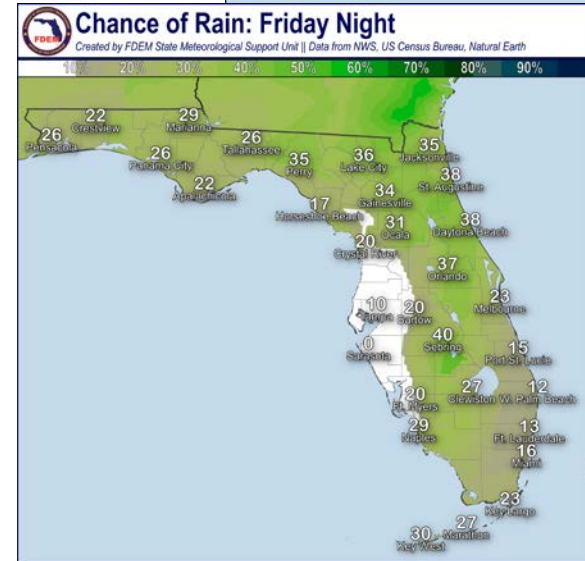 FDEM
Chance of Rain: Friday Night
Created by FDEM State Meteorological Support Unit || Data from NWS, US Census Bureau, Natural Earth
10% 20% 30% 40% 50% 60% 70% 80% 90%
22
Crestview
29
Marianna
26
Pensacola
26
Panama City
26
Tallahassee
22
Apalachicola
35
Perry
36
Lake City
35
Jacksonville
38
St. Augustine
34
Gainesville
17
Horseshoe Beach
31
Ocala
38
Daytona Beach
20
Crystal River
37
Orlando
10
Tampa
20
Bartow
23
Melbourne
0
Sarasota
40
Sebring
15
Port St. Lucie
20
Ft. Myers
27
Clewiston
12
W. Palm Beach
29
Naples
13
Ft. Lauderdale
16
Miami
23
Key Largo
27
Marathon
30
Key West